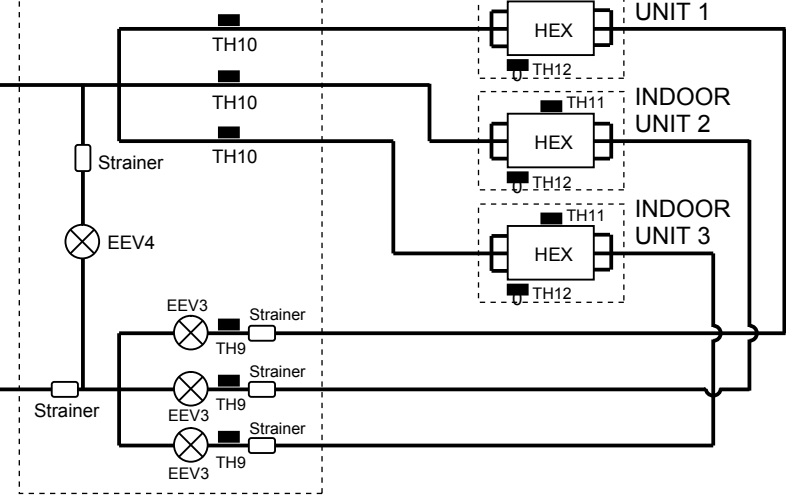 UNIT 1
HEX
TH10
TH12
TH10
TH11
INDOOR
UNIT 2
HEX
TH10
Strainer
TH12
INDOOR
UNIT 3
TH11
EEV4
HEX
TH12
EEV3
Strainer
TH9
Strainer
Strainer
EEV3
TH9
Strainer
EEV3
TH9